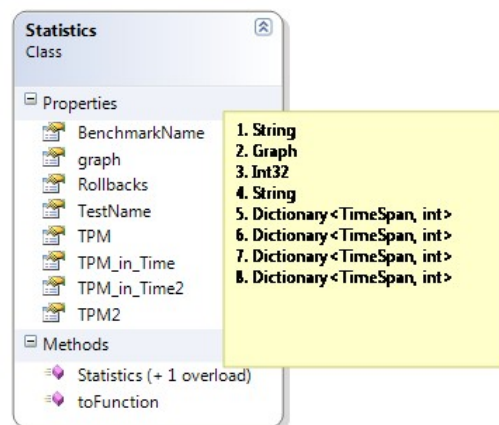 Statistics
Class
Properties
BenchmarkName
graph
Rollbacks
TestName
TPM
TPM_in_Time
TPM_in_Time2
TPM2
Methods
Statistics (+ 1 overload)
toFunction
1. String
2. Graph
3. Int32
4. String
5. Dictionary<TimeSpan, int>
6. Dictionary<TimeSpan, int>
7. Dictionary<TimeSpan, int>
8. Dictionary<TimeSpan, int>